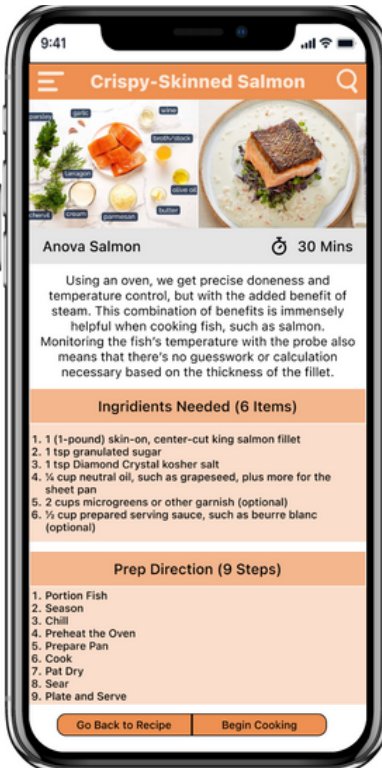 9:41
Crispy-Skinned Salmon
parsley
garlic
wine
broth/stock
tarragon
olive oil
chervil
cream
parmesan
butter
Anova Salmon
30 Mins
Using an oven, we get precise doneness and
temperature control, but with the added benefit of
steam. This combination of benefits is immensely
helpful when cooking fish, such as salmon.
Monitoring the fish's temperature with the probe also
means that there's no guesswork or calculation
necessary based on the thickness of the fillet.
Ingridients Needed (6 Items)
1. 1 (1-pound) skin-on, center-cut king salmon fillet
2. 1 tsp granulated sugar
3. 1 tsp Diamond Crystal kosher salt
4. ¼ cup neutral oil, such as grapeseed, plus more for the
sheet pan
5. 2 cups microgreens or other garnish (optional)
6. ½ cup prepared serving sauce, such as beurre blanc
(optional)
Prep Direction (9 Steps)
1. Portion Fish
2. Season
3. Chill
4. Preheat the Oven
5. Prepare Pan
6. Cook
7. Pat Dry
8. Sear
9. Plate and Serve
Go Back to Recipe
Begin Cooking